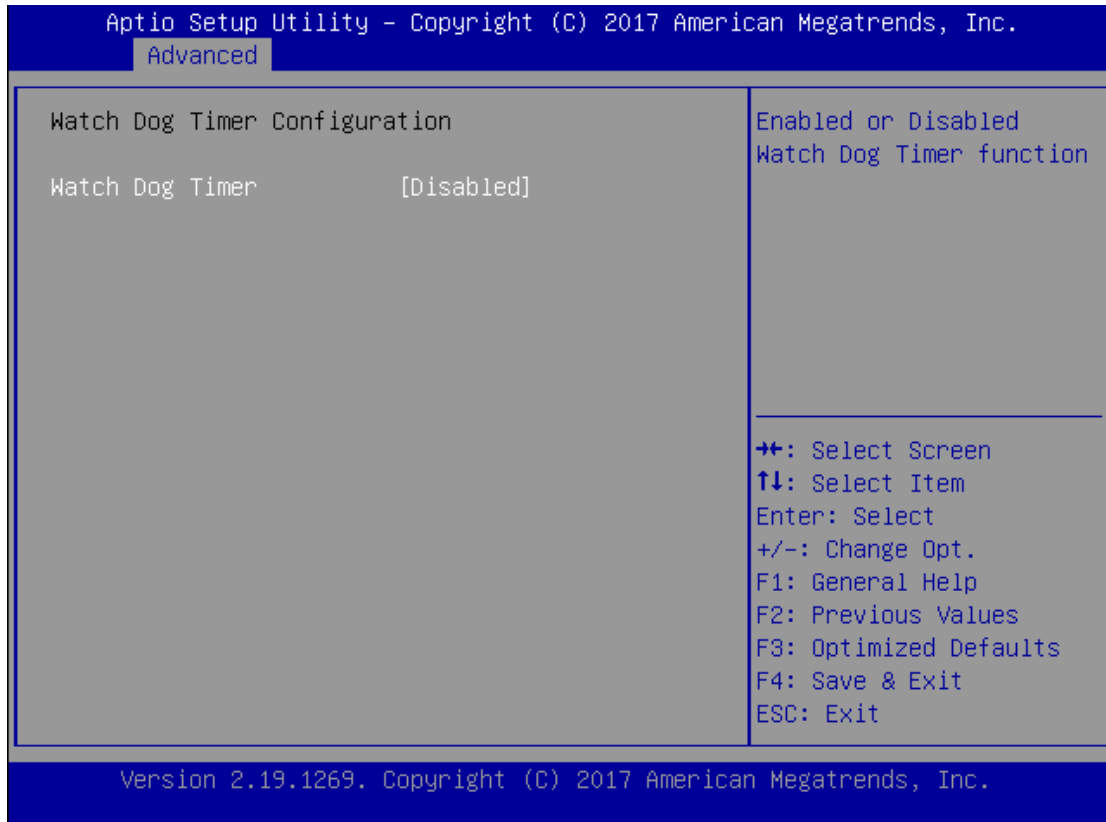 Aptio Setup Utility – Copyright (C) 2017 American Megatrends, Inc.
Advanced
Watch Dog Timer Configuration
Watch Dog Timer [Disabled]
Enabled or Disabled
Watch Dog Timer function
→←: Select Screen
↑↓: Select Item
Enter: Select
+/-: Change Opt.
F1: General Help
F2: Previous Values
F3: Optimized Defaults
F4: Save & Exit
ESC: Exit
Version 2.19.1269. Copyright (C) 2017 American Megatrends, Inc.